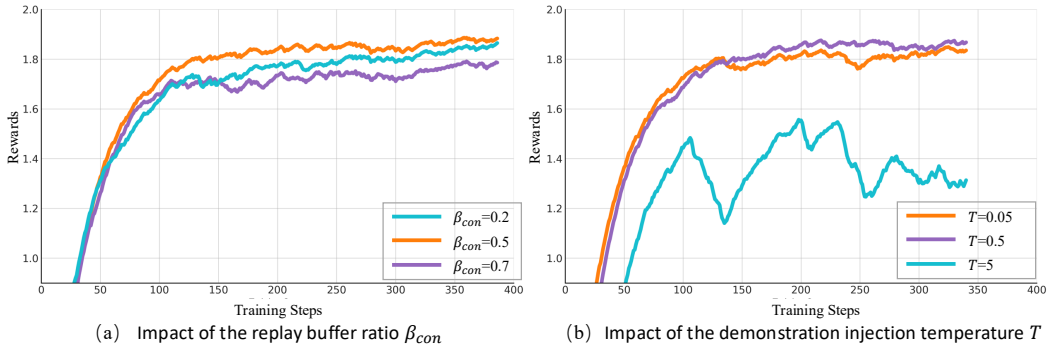 2.0
1.8
1.6
1.4
1.2
1.0
Rewards
0 50 100 150 200 250 300 350 400
Training Steps
β_con=0.2
β_con=0.5
β_con=0.7
(a) Impact of the replay buffer ratio β_con
2.0
1.8
1.6
1.4
1.2
1.0
Rewards
0 50 100 150 200 250 300 350 400
Training Steps
T=0.05
T=0.5
T=5
(b) Impact of the demonstration injection temperature T